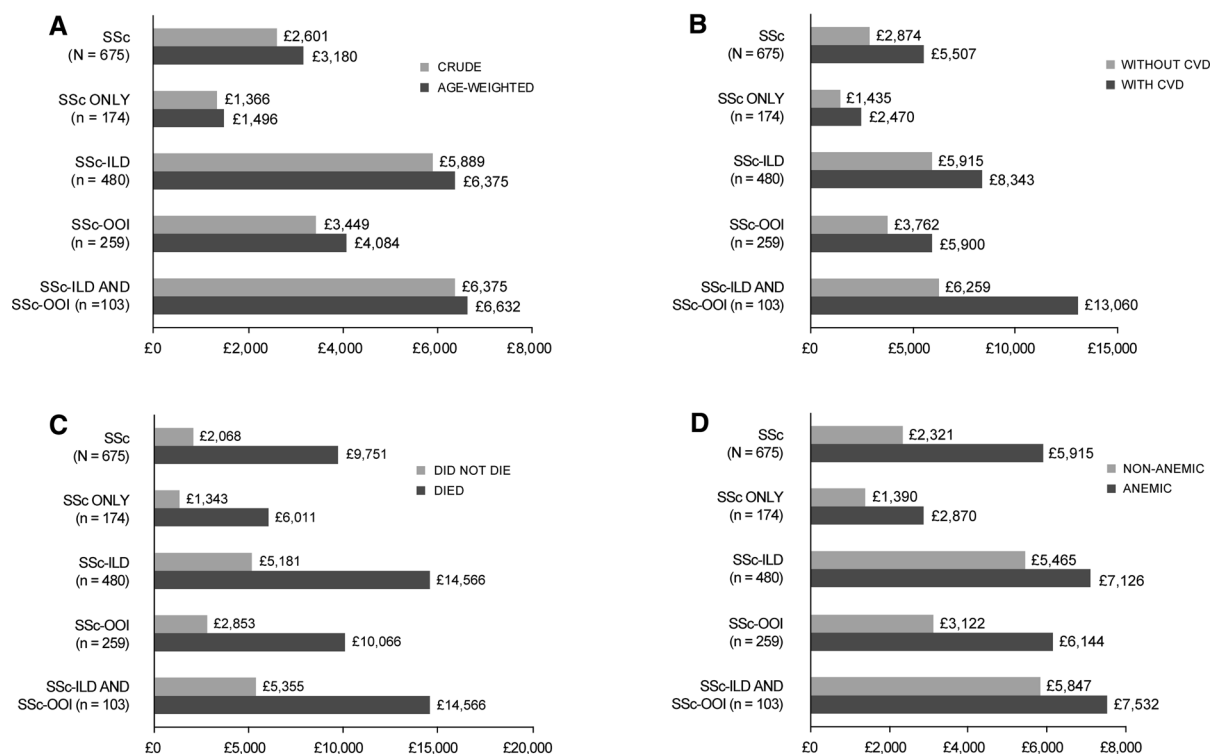 A
SSc
(N = 675)
£2,601
£3,180
SSc ONLY
(n = 174)
£1,366
£1,496
SSc-ILD
(n = 480)
£5,889
£6,375
SSc-OOI
(n = 259)
£3,449
£4,084
SSc-ILD AND
SSc-OOI (n =103)
£6,375
£6,632
£0 £2,000 £4,000 £6,000 £8,000
CRUDE
AGE-WEIGHTED
B
SSc
(N = 675)
£2,874
£5,507
SSc ONLY
(n = 174)
£1,435
£2,470
SSc-ILD
(n = 480)
£5,915
£8,343
SSc-OOI
(n = 259)
£3,762
£5,900
SSc-ILD AND
SSc-OOI (n = 103)
£6,259
£13,060
£0 £5,000 £10,000 £15,000
WITHOUT CVD
WITH CVD
C
SSc
(N = 675)
£2,068
£9,751
SSc ONLY
(n = 174)
£1,343
£6,011
SSc-ILD
(n = 480)
£5,181
£14,566
SSc-OOI
(n = 259)
£2,853
£10,066
SSc-ILD AND
SSc-OOI (n = 103)
£5,355
£14,566
£0 £5,000 £10,000 £15,000 £20,000
DID NOT DIE
DIED
D
SSc
(N = 675)
£2,321
£5,915
SSc ONLY
(n = 174)
£1,390
£2,870
SSc-ILD
(n = 480)
£5,465
£7,126
SSc-OOI
(n = 259)
£3,122
£6,144
SSc-ILD AND
SSc-OOI (n = 103)
£5,847
£7,532
£0 £2,000 £4,000 £6,000 £8,000
NON-ANEMIC
ANEMIC